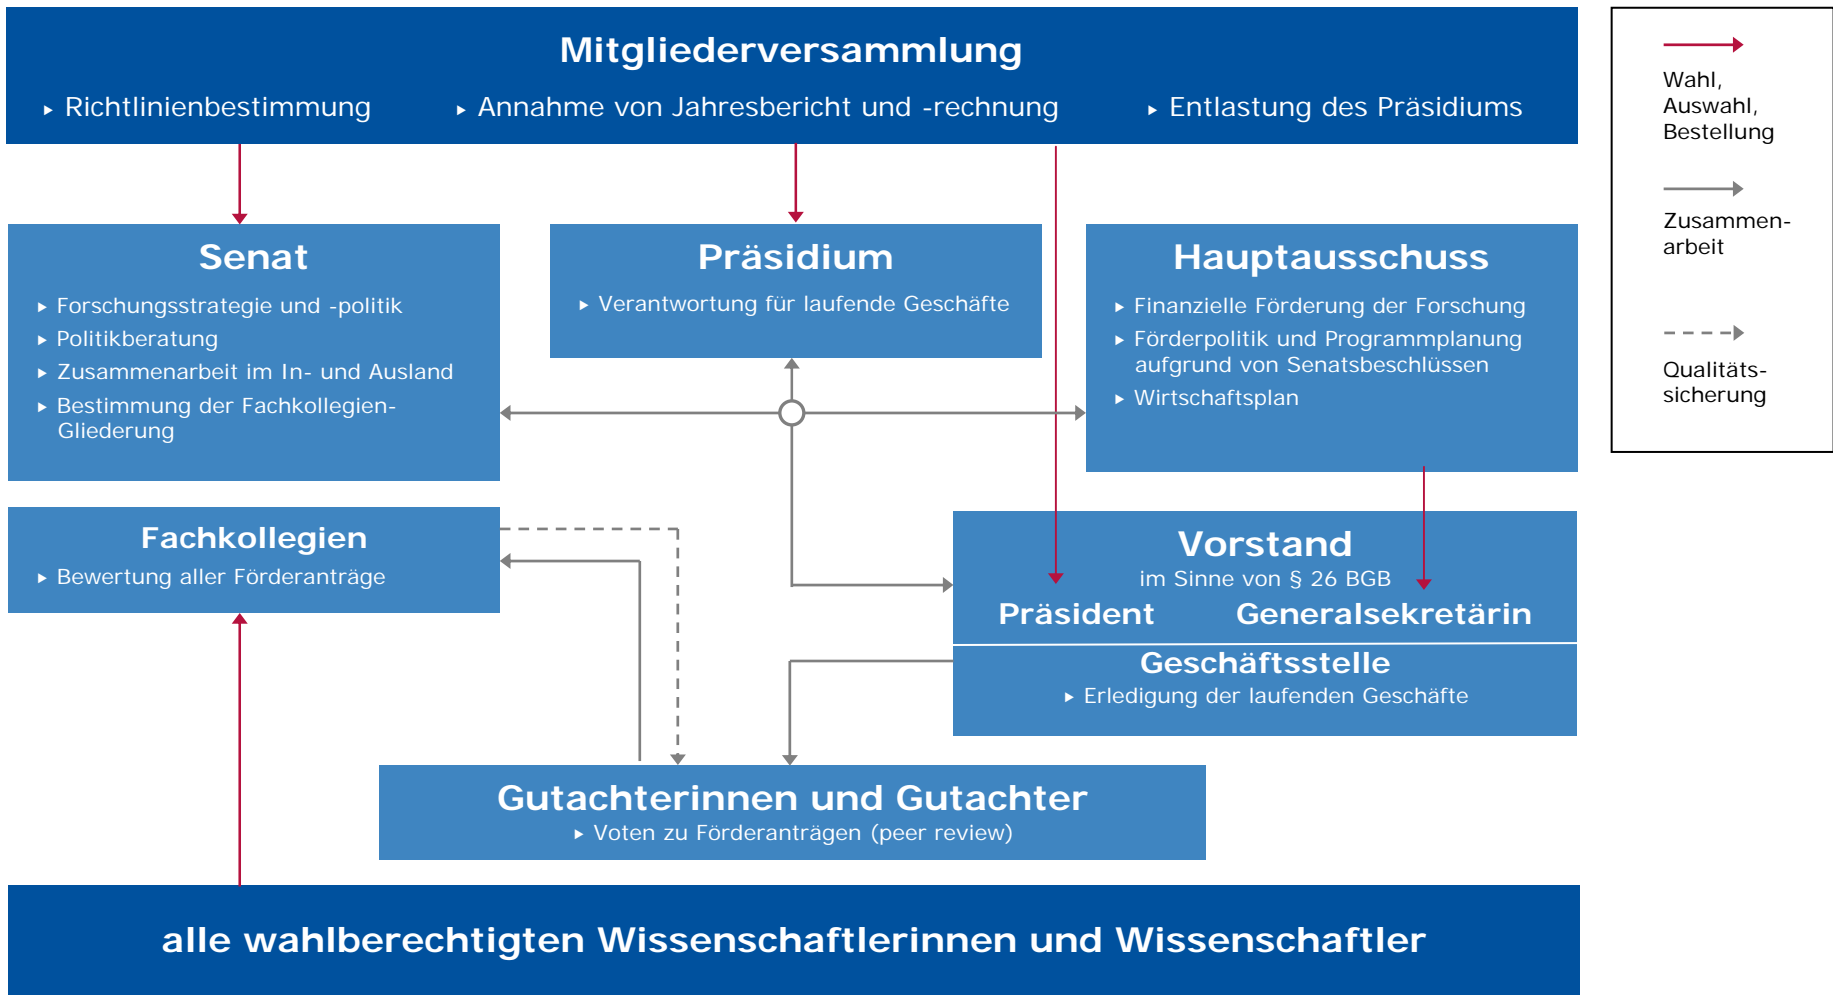 Mitgliederversammlung
▸ Richtlinienbestimmung ▸ Annahme von Jahresbericht und -rechnung ▸ Entlastung des Präsidiums
Senat
▸ Forschungsstrategie und -politik
▸ Politikberatung
▸ Zusammenarbeit im In- und Ausland
▸ Bestimmung der Fachkollegien-
Gliederung
Präsidium
▸ Verantwortung für laufende Geschäfte
Hauptausschuss
▸ Finanzielle Förderung der Forschung
▸ Förderpolitik und Programmplanung
aufgrund von Senatsbeschlüssen
▸ Wirtschaftsplan
Fachkollegien
▸ Bewertung aller Förderanträge
Vorstand
im Sinne von § 26 BGB
Präsident Generalsekretärin
Geschäftsstelle
▸ Erledigung der laufenden Geschäfte
Gutachterinnen und Gutachter
▸ Voten zu Förderanträgen (peer review)
alle wahlberechtigten Wissenschaftlerinnen und Wissenschaftler
Wahl,
Auswahl,
Bestellung
Zusammen-
arbeit
Qualitäts-
sicherung